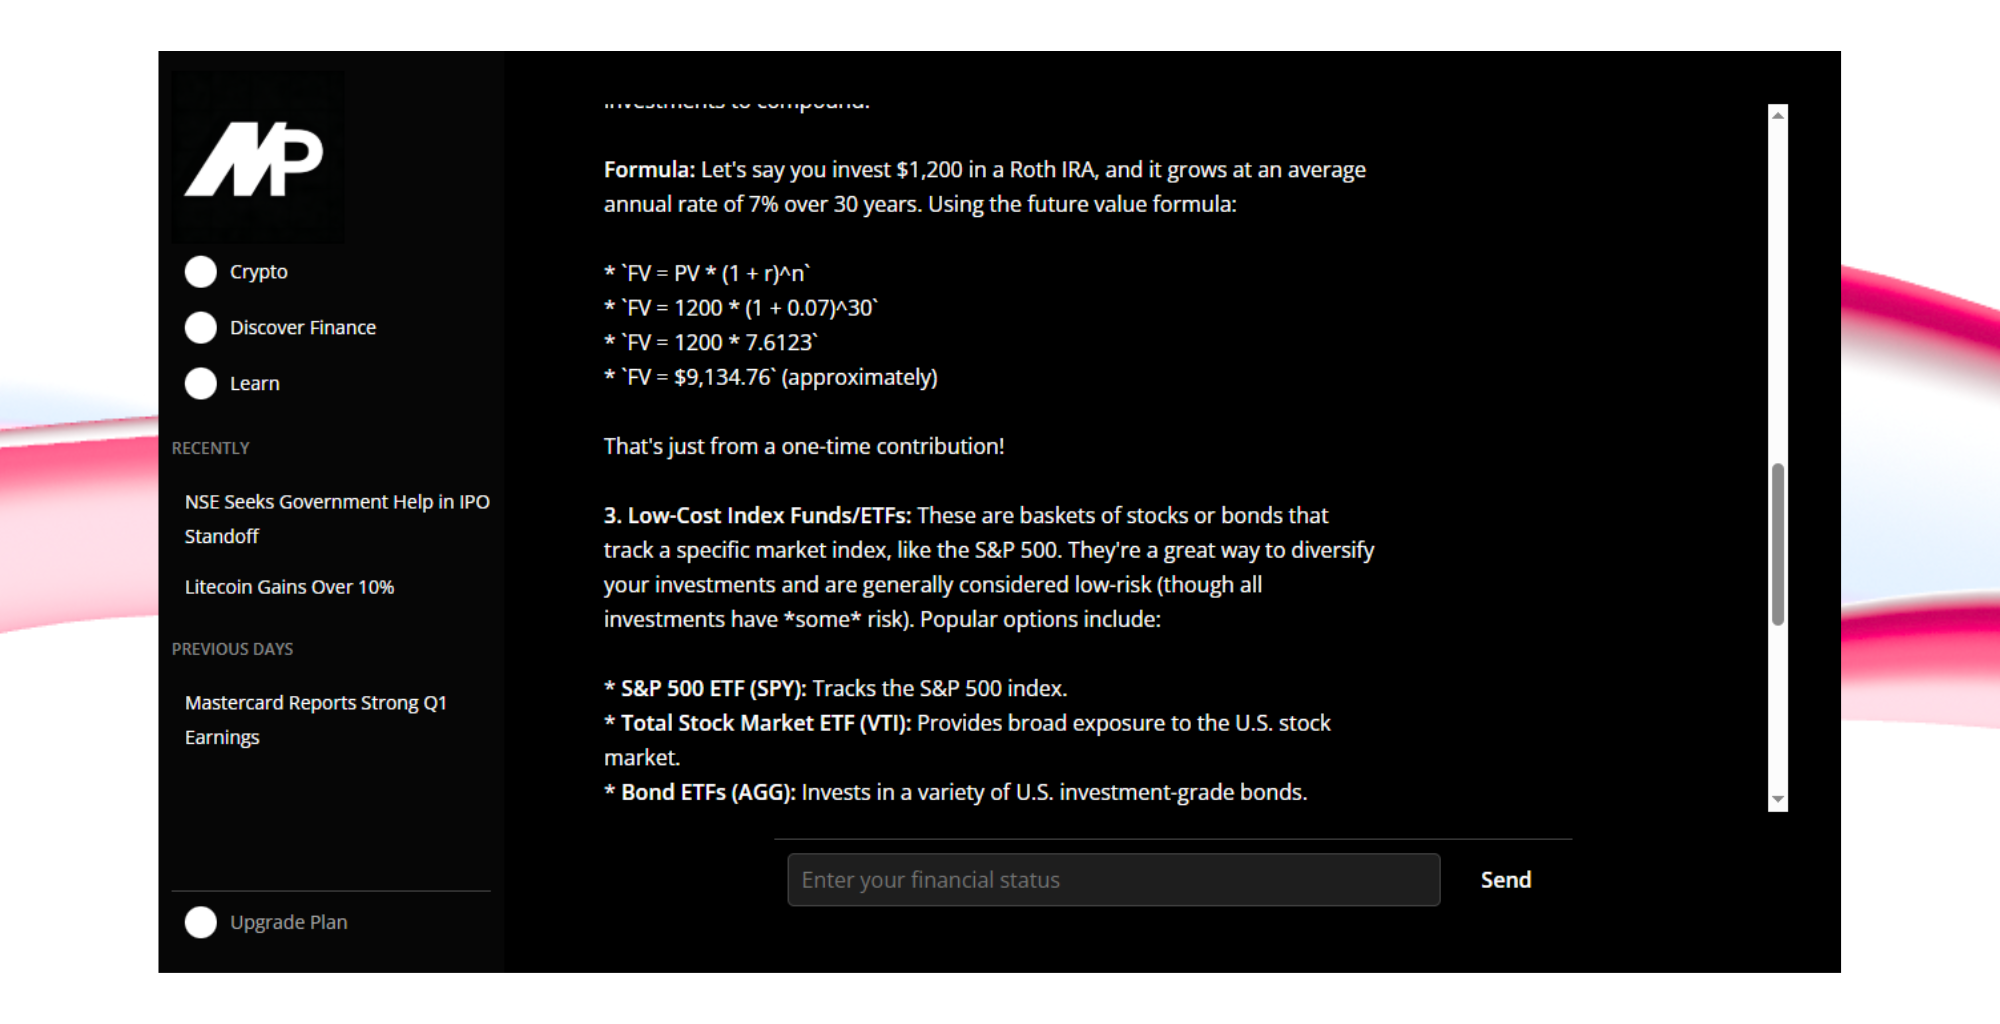 MP
Crypto
Discover Finance
Learn
RECENTLY
NSE Seeks Government Help in IPO
Standoff
Litecoin Gains Over 10%
PREVIOUS DAYS
Mastercard Reports Strong Q1
Earnings
Upgrade Plan
investments to compound.
Formula: Let's say you invest $1,200 in a Roth IRA, and it grows at an average
annual rate of 7% over 30 years. Using the future value formula:
* `FV = PV * (1 + r)^n`
* `FV = 1200 * (1 + 0.07)^30`
* `FV = 1200 * 7.6123`
* `FV = $9,134.76` (approximately)
That's just from a one-time contribution!
3. Low-Cost Index Funds/ETFs: These are baskets of stocks or bonds that
track a specific market index, like the S&P 500. They're a great way to diversify
your investments and are generally considered low-risk (though all
investments have *some* risk). Popular options include:
* S&P 500 ETF (SPY): Tracks the S&P 500 index.
* Total Stock Market ETF (VTI): Provides broad exposure to the U.S. stock
market.
* Bond ETFs (AGG): Invests in a variety of U.S. investment-grade bonds.
Enter your financial status
Send